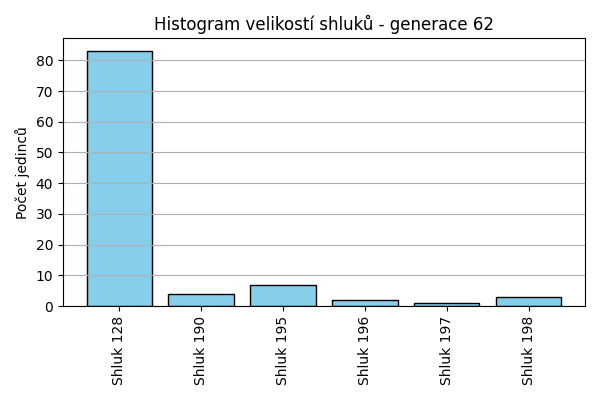 Histogram velikostí shluků - generace 62
Počet jedinců
80
70
60
50
40
30
20
10
0
Shluk 128
Shluk 190
Shluk 195
Shluk 196
Shluk 197
Shluk 198